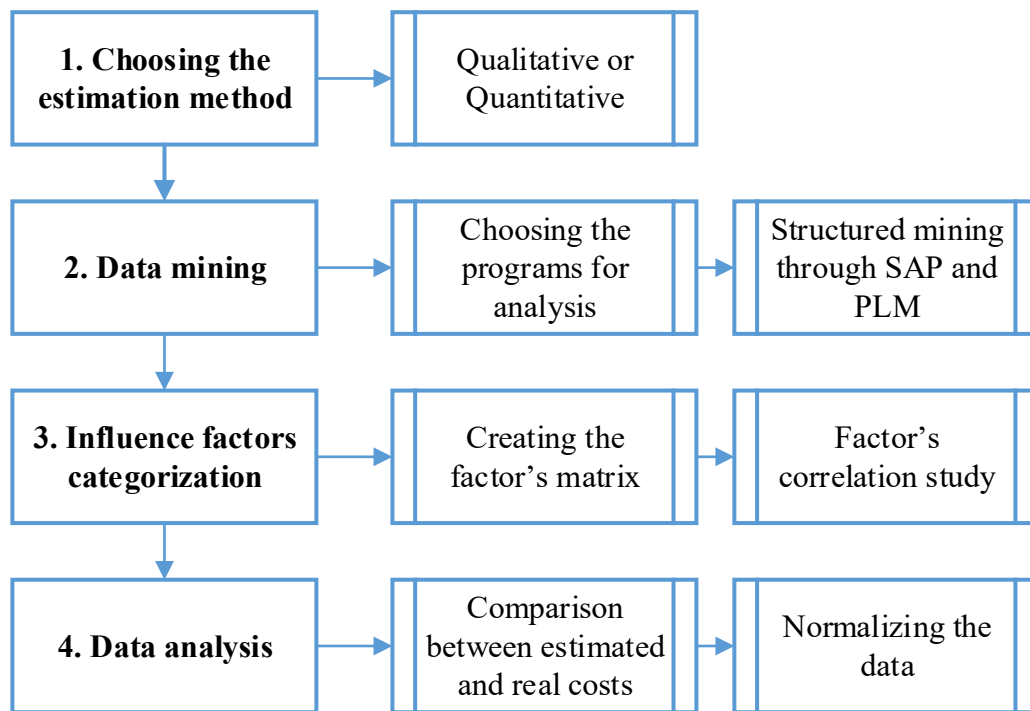 1. Choosing the
estimation method
Qualitative or
Quantitative
2. Data mining
Choosing the
programs for
analysis
Structured mining
through SAP and
PLM
3. Influence factors
categorization
Creating the
factor’s matrix
Factor’s
correlation study
4. Data analysis
Comparison
between estimated
and real costs
Normalizing the
data